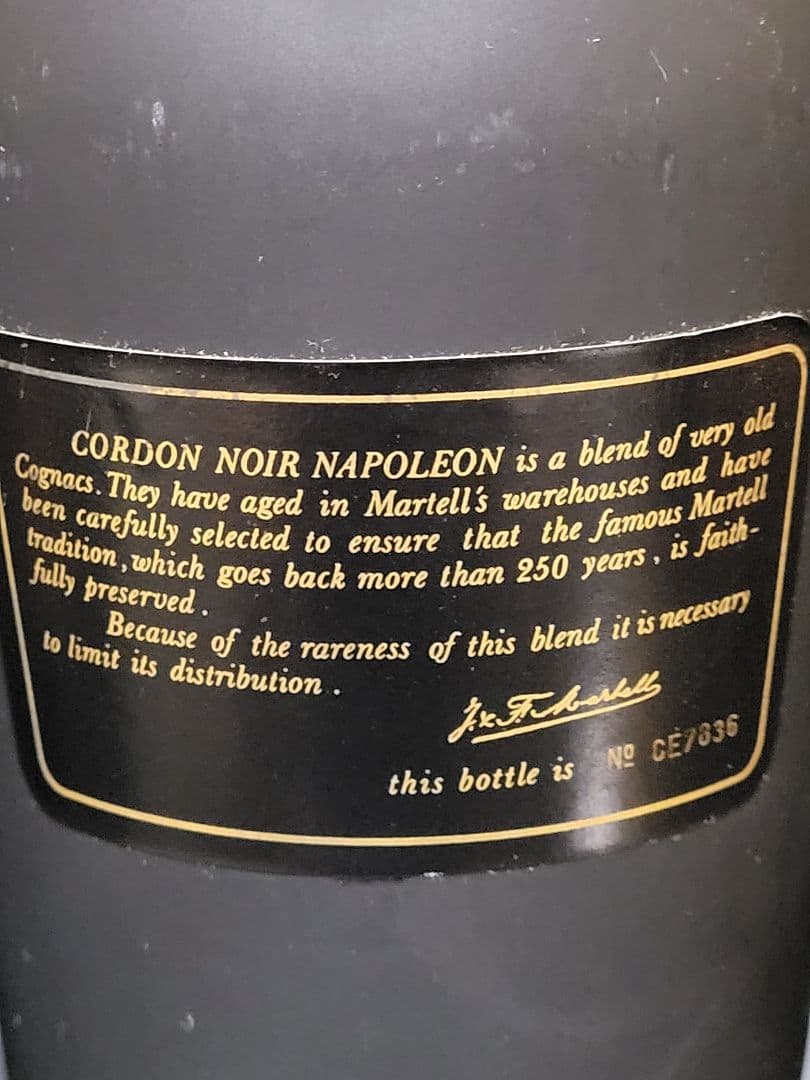 CORDON NOIR NAPOLEON is a blend of very old
Cognacs. They have aged in Martell's warehouses and have
been carefully selected to ensure that the famous Martell
tradition, which goes back more than 250 years, is faith-
fully preserved.
Because of the rareness of this blend it is necessary
to limit its distribution.
J. & F. Martell
this bottle is Nº CE7836